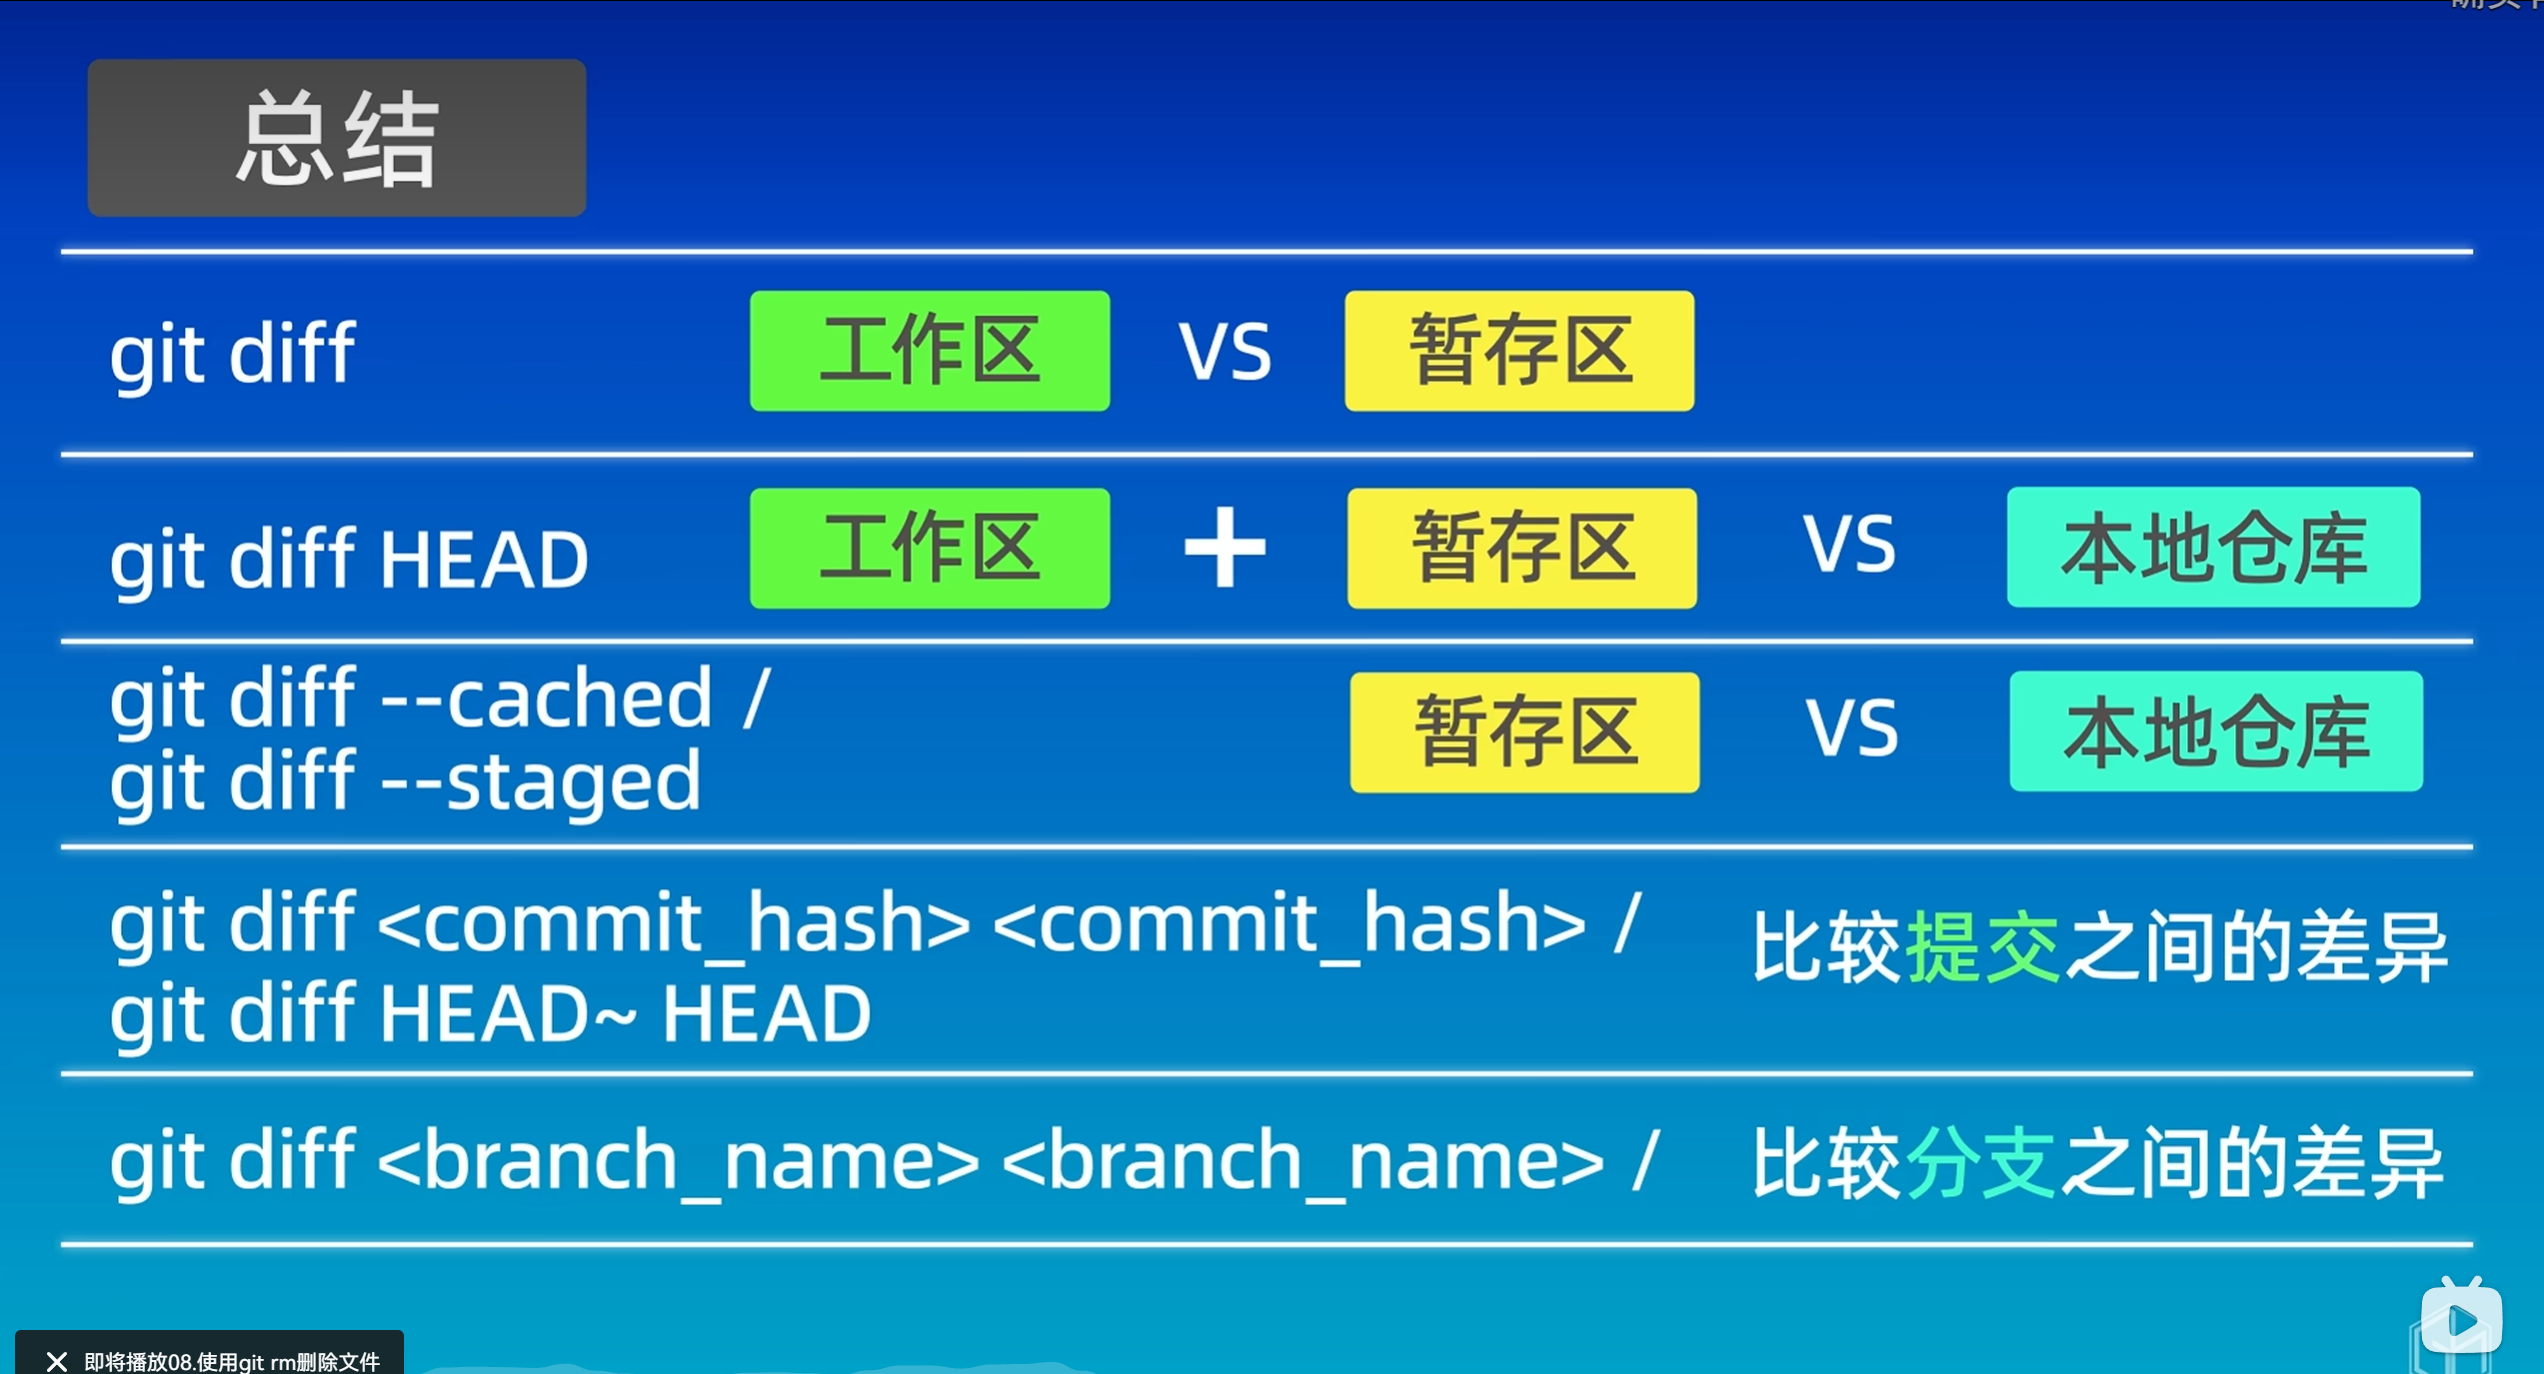 总结
git diff 工作区 VS 暂存区
git diff HEAD 工作区 + 暂存区 VS 本地仓库
git diff --cached /
git diff --staged
暂存区 VS 本地仓库
git diff <commit_hash> <commit_hash> /
git diff HEAD~ HEAD
比较提交之间的差异
git diff <branch_name> <branch_name> / 比较分支之间的差异
即将播放08.使用git rm删除文件